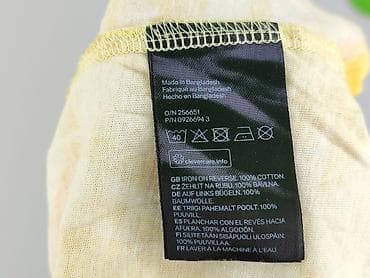 Made in Bangladesh
Fabriqué au Bangladesh
Hecho en Bangladesh
O/N 256651
P/N 0926694 3
40
clevercare.info
GB IRON ON REVERSE. 100% COTTON.
CZ ŽEHLIT NA RUBU. 100% BAVLNA
DE AUF LINKS BÜGELN. 100%
BAUMWOLLE.
EE TRIIGI PAHEMALT POOLT. 100%
PUUVILL.
ES PLANCHAR CON EL REVÉS HACIA
AFUERA. 100% ALGODÓN.
FI SILITETÄÄN SISÄPUOLI ULOSPÄIN.
100% PUUVILLAA.
FR LAVER À LA MACHINE À L'EAU